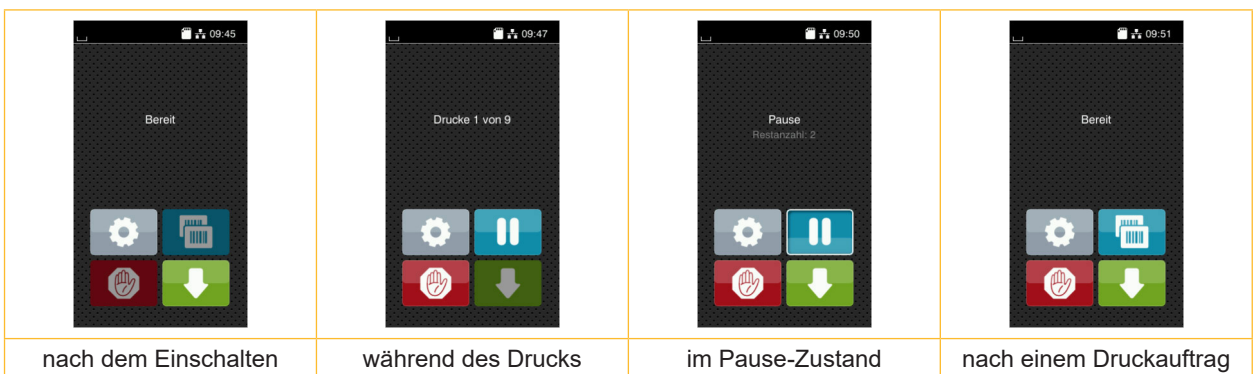 09:45
Bereit
nach dem Einschalten
09:47
Drucke 1 von 9
während des Drucks
09:50
Pause
Restanzahl: 2
im Pause-Zustand
09:51
Bereit
nach einem Druckauftrag